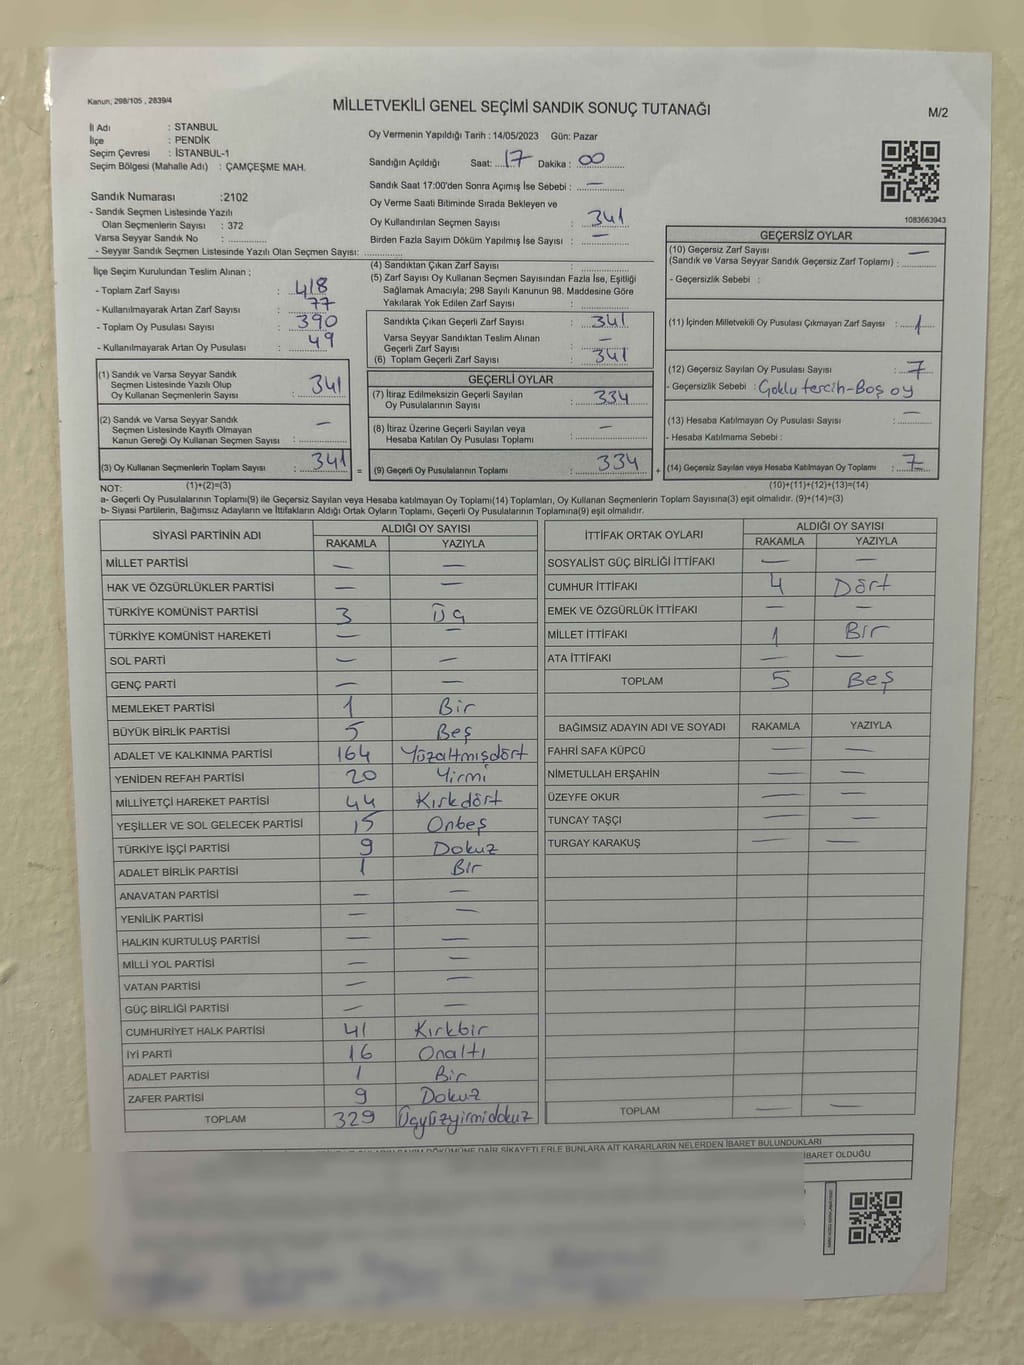 Kanun; 298/105 , 2839/4
MİLLETVEKİLİ GENEL SEÇİMİ SANDIK SONUÇ TUTANAĞI
M/2
İl Adı : STANBUL
İlçe : PENDİK
Seçim Çevresi : İSTANBUL-1
Seçim Bölgesi (Mahalle Adı) : ÇAMÇEŞME MAH.
Oy Vermenin Yapıldığı Tarih : 14/05/2023 Gün: Pazar
Sandığın Açıldığı Saat: 17 Dakika : 00
Sandık Saat 17:00'den Sonra Açımış İse Sebebi : —
Oy Verme Saati Bitiminde Sırada Bekleyen ve
Oy Kullandırılan Seçmen Sayısı : 341
Birden Fazla Sayım Döküm Yapılmış İse Sayısı : —
1083663943
Sandık Numarası :2102
- Sandık Seçmen Listesinde Yazılı
Olan Seçmenlerin Sayısı : 372
Varsa Seyyar Sandık No :
- Seyyar Sandık Seçmen Listesinde Yazılı Olan Seçmen Sayısı:
İlçe Seçim Kurulundan Teslim Alınan ;
- Toplam Zarf Sayısı : 418
- Kullanılmayarak Artan Zarf Sayısı : 77
- Toplam Oy Pusulası Sayısı : 390
- Kullanılmayarak Artan Oy Pusulası : 49
(4) Sandıktan Çıkan Zarf Sayısı :
(5) Zarf Sayısı Oy Kullanan Seçmen Sayısından Fazla İse, Eşitliği
Sağlamak Amacıyla; 298 Sayılı Kanunun 98. Maddesine Göre
Yakılarak Yok Edilen Zarf Sayısı :
Sandıkta Çıkan Geçerli Zarf Sayısı : 341
Varsa Seyyar Sandıktan Teslim Alınan
Geçerli Zarf Sayısı : —
(6) Toplam Geçerli Zarf Sayısı : 341
GEÇERSİZ OYLAR
(10) Geçersiz Zarf Sayısı
(Sandık ve Varsa Seyyar Sandık Geçersiz Zarf Toplamı) : —
- Geçersizlik Sebebi :
(11) İçinden Milletvekili Oy Pusulası Çıkmayan Zarf Sayısı : 1
(12) Geçersiz Sayılan Oy Pusulası Sayısı : 7
- Geçersizlik Sebebi : Çoklu tercih-Boş oy
(13) Hesaba Katılmayan Oy Pusulası Sayısı : —
- Hesaba Katılmama Sebebi :
(14) Geçersiz Sayılan veya Hesaba Katılmayan Oy Toplamı : 7
(10)+(11)+(12)+(13)=(14)
(1) Sandık ve Varsa Seyyar Sandık
Seçmen Listesinde Yazılı Olup
Oy Kullanan Seçmenlerin Sayısı : 341
(2) Sandık ve Varsa Seyyar Sandık
Seçmen Listesinde Kayıtlı Olmayan
Kanun Gereği Oy Kullanan Seçmen Sayısı : —
(3) Oy Kullanan Seçmenlerin Toplam Sayısı : 341 =
(1)+(2)=(3)
GEÇERLİ OYLAR
(7) İtiraz Edilmeksizin Geçerli Sayılan
Oy Pusulalarının Sayısı : 334
(8) İtiraz Üzerine Geçerli Sayılan veya
Hesaba Katılan Oy Pusulası Toplamı : —
(9) Geçerli Oy Pusulalarının Toplamı : 334 +
NOT:
a- Geçerli Oy Pusulalarının Toplamı(9) ile Geçersiz Sayılan veya Hesaba katılmayan Oy Toplamı(14) Toplamları, Oy Kullanan Seçmenlerin Toplam Sayısına(3) eşit olmalıdır. (9)+(14)=(3)
b- Siyasi Partilerin, Bağımsız Adayların ve İttifakların Aldığı Ortak Oyların Toplamı, Geçerli Oy Pusulalarının Toplamına(9) eşit olmalıdır.
SİYASİ PARTİNİN ADI ALDIĞI OY SAYISI
RAKAMLA YAZIYLA
MİLLET PARTİSİ — —
HAK VE ÖZGÜRLÜKLER PARTİSİ — —
TÜRKİYE KOMÜNİST PARTİSİ 3 Üç
TÜRKİYE KOMÜNİST HAREKETİ — —
SOL PARTİ — —
GENÇ PARTİ — —
MEMLEKET PARTİSİ 1 Bir
BÜYÜK BİRLİK PARTİSİ 5 Beş
ADALET VE KALKINMA PARTİSİ 164 Yüzaltmışdört
YENİDEN REFAH PARTİSİ 20 Yirmi
MİLLİYETÇİ HAREKET PARTİSİ 44 Kırkdört
YEŞİLLER VE SOL GELECEK PARTİSİ 15 Onbeş
TÜRKİYE İŞÇİ PARTİSİ 9 Dokuz
ADALET BİRLİK PARTİSİ 1 Bir
ANAVATAN PARTİSİ — —
YENİLİK PARTİSİ — —
HALKIN KURTULUŞ PARTİSİ — —
MİLLİ YOL PARTİSİ — —
VATAN PARTİSİ — —
GÜÇ BİRLİĞİ PARTİSİ — —
CUMHURİYET HALK PARTİSİ 41 Kırkbir
İYİ PARTİ 16 Onaltı
ADALET PARTİSİ 1 Bir
ZAFER PARTİSİ 9 Dokuz
TOPLAM 329 Üçyüzyirmidokuz
İTTİFAK ORTAK OYLARI ALDIĞI OY SAYISI
RAKAMLA YAZIYLA
SOSYALİST GÜÇ BİRLİĞİ İTTİFAKI — —
CUMHUR İTTİFAKI 4 Dört
EMEK VE ÖZGÜRLÜK İTTİFAKI — —
MİLLET İTTİFAKI 1 Bir
ATA İTTİFAKI — —
TOPLAM 5 Beş
BAĞIMSIZ ADAYIN ADI VE SOYADI RAKAMLA YAZIYLA
FAHRİ SAFA KÜPCÜ — —
NİMETULLAH ERŞAHİN — —
ÜZEYFE OKUR — —
TUNCAY TAŞÇI — —
TURGAY KARAKUŞ — —
TOPLAM — —
DÖKÜMÜNE DAİR ŞİKAYETLERLE BUNLARA AİT KARARLARIN NELERDEN İBARET BULUNDUKLARI
İBARET OLDUĞU